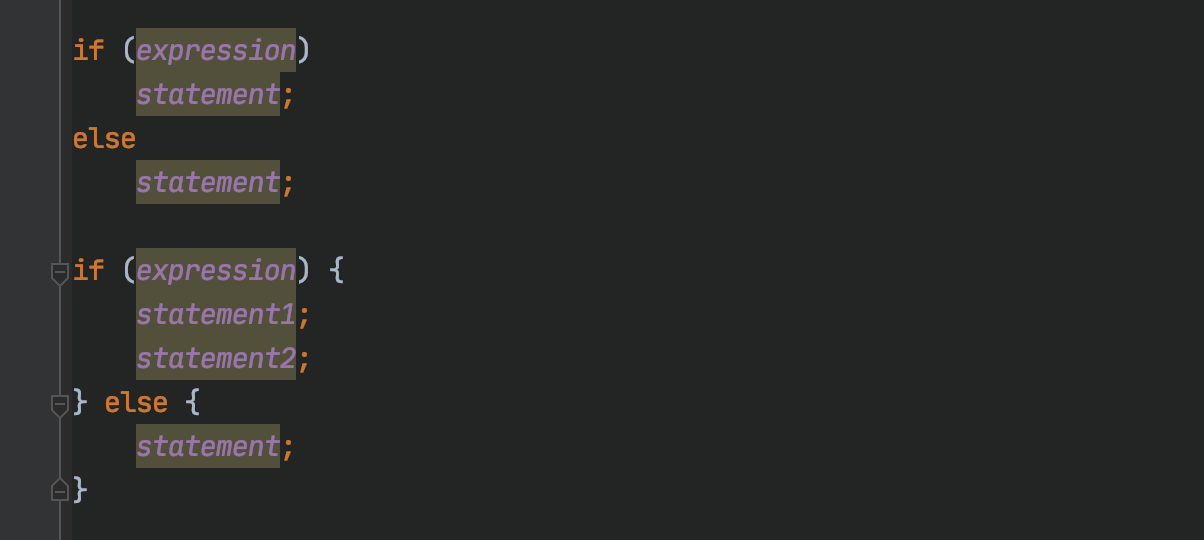 if (expression)
    statement;
else
    statement;

if (expression) {
    statement1;
    statement2;
} else {
    statement;
}